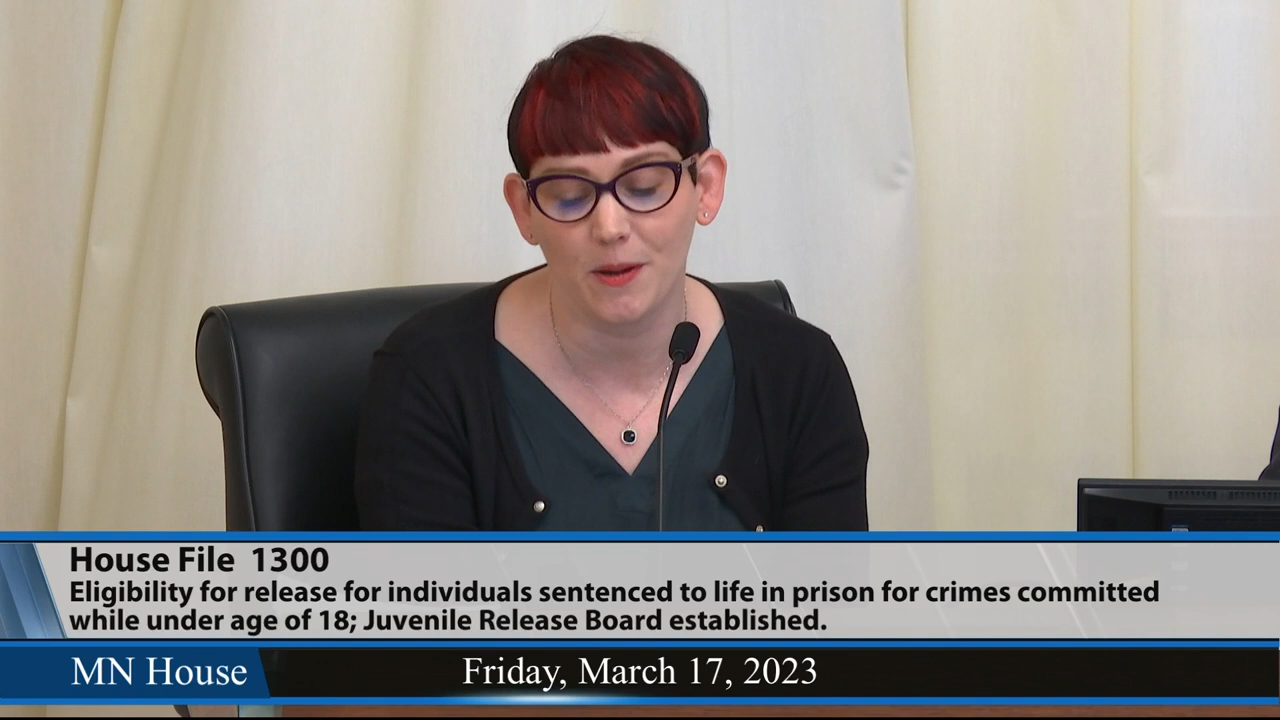 House File 1300
Eligibility for release for individuals sentenced to life in prison for crimes committed
while under age of 18; Juvenile Release Board established.
MN House
Friday, March 17, 2023